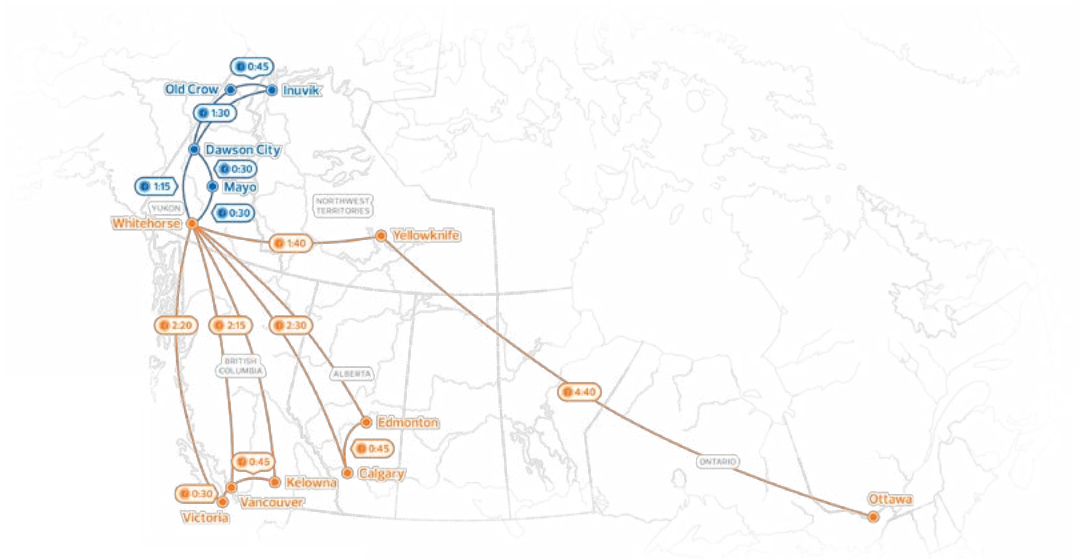 0:45
Old Crow
Inuvik
1:30
Dawson City
0:30
1:15
Mayo
YUKON
0:30
NORTHWEST
TERRITORIES
Whitehorse
1:40
Yellowknife
2:20
2:15
2:30
BRITISH
COLUMBIA
ALBERTA
4:40
Edmonton
0:45
0:45
ONTARIO
Calgary
Kelowna
0:30
Vancouver
Victoria
Ottawa